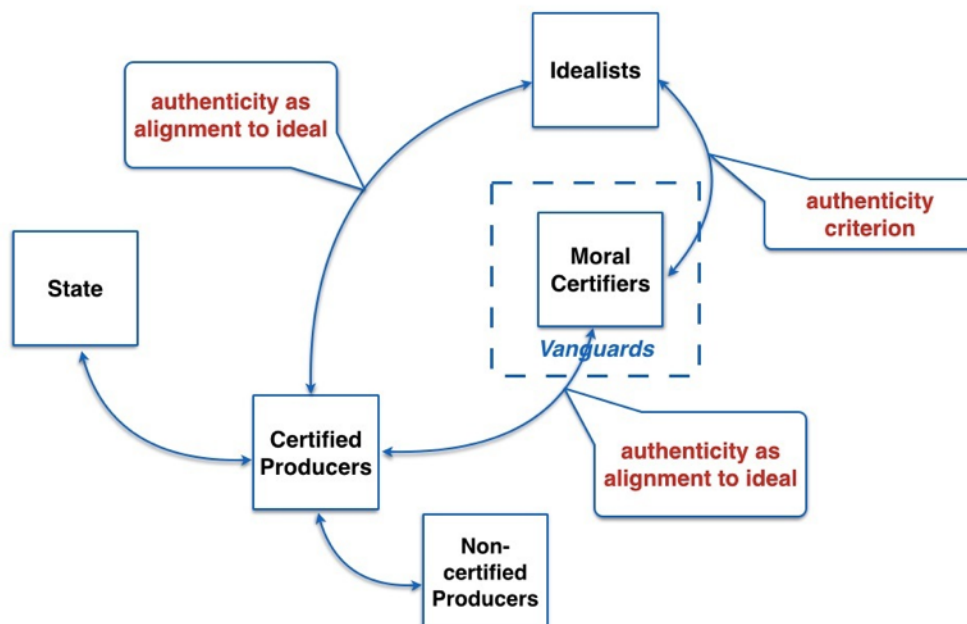 Idealists
authenticity as
alignment to ideal
authenticity
criterion
Moral
Certifiers
State
Vanguards
Certified
Producers
authenticity as
alignment to ideal
Non-
certified
Producers